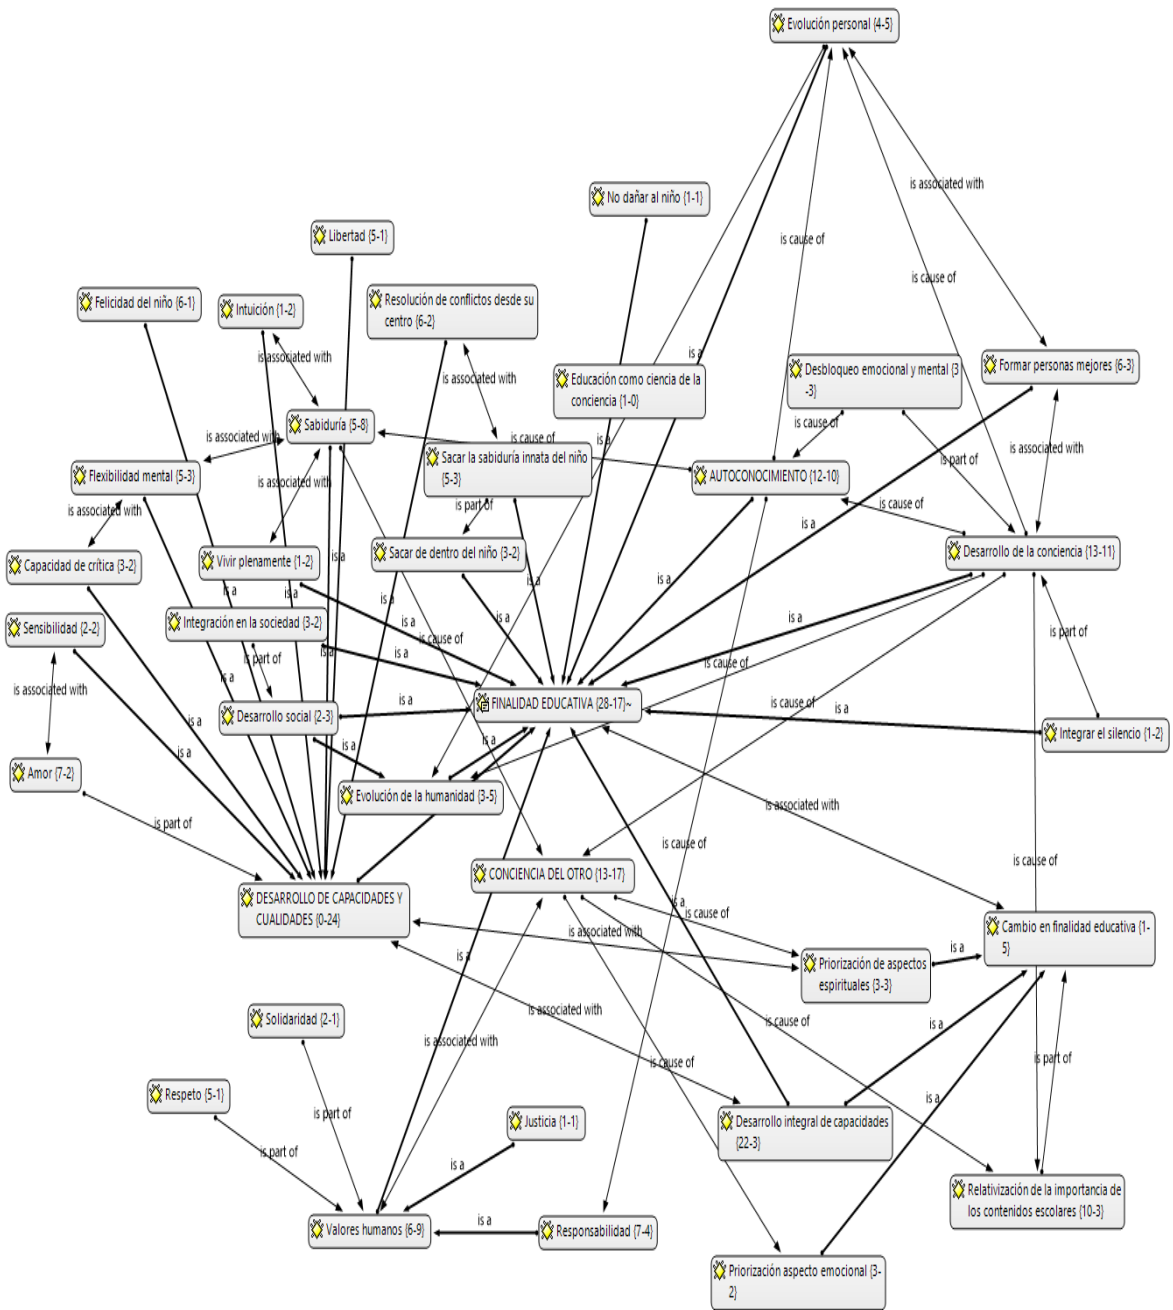 Evolución personal {4-5}
is associated with
No dañar al niño {1-1}
Libertad {5-1}
is cause of
is cause of
Felicidad del niño {6-1}
Intuición {1-2}
Resolución de conflictos desde su
centro {6-2}
is a
is associated with
Educación como ciencia de la
conciencia {1-0}
Desbloqueo emocional y mental {3
-3}
Formar personas mejores {6-3}
is associated with
Sabiduría {5-8}
is cause of
is associated with
is cause of
is a
is associated with
Sacar la sabiduría innata del niño
{5-3}
is part of
Flexibilidad mental {5-3}
is associated with
AUTOCONOCIMIENTO {12-10}
is associated with
is part of
is cause of
is a
Capacidad de crítica {3-2}
Vivir plenamente {1-2}
Sacar de dentro del niño {3-2}
Desarrollo de la conciencia {13-11}
is a
is a
is a
is a
is a
is a
Sensibilidad {2-2}
Integración en la sociedad {3-2}
is a
is a
is a
is part of
is cause of
is part of
is a
is a
is cause of
is associated with
FINALIDAD EDUCATIVA {28-17}~
is cause of
is a
Desarrollo social {2-3}
is a
Integrar el silencio {1-2}
is a
is a
is a
is a
Amor {7-2}
Evolución de la humanidad {3-5}
is associated with
is part of
is cause of
is cause of
CONCIENCIA DEL OTRO {13-17}
DESARROLLO DE CAPACIDADES Y
CUALIDADES {0-24}
is a
is cause of
Cambio en finalidad educativa {1-
5}
is associated with
is a
is a
Priorización de aspectos
espirituales {3-3}
is associated with
Solidaridad {2-1}
is cause of
is a
is associated with
is cause of
is part of
Respeto {5-1}
is a
is part of
Justicia {1-1}
Desarrollo integral de capacidades
{22-3}
is part of
is a
Relativización de la importancia de
los contenidos escolares {10-3}
is a
Valores humanos {6-9}
Responsabilidad {7-4}
Priorización aspecto emocional {3-
2}